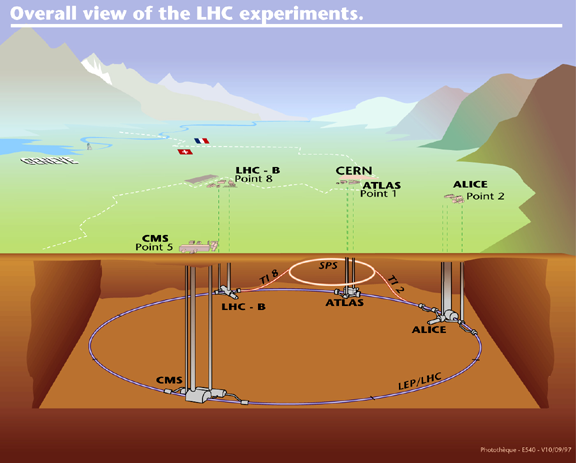 Overall view of the LHC experiments.
GENEVE
LHC - B
Point 8
CERN
ATLAS
Point 1
ALICE
Point 2
CMS
Point 5
SPS
TI 8
TI 2
LHC - B
ATLAS
ALICE
CMS
LEP/LHC
Photothèque - E540 - V10/09/97